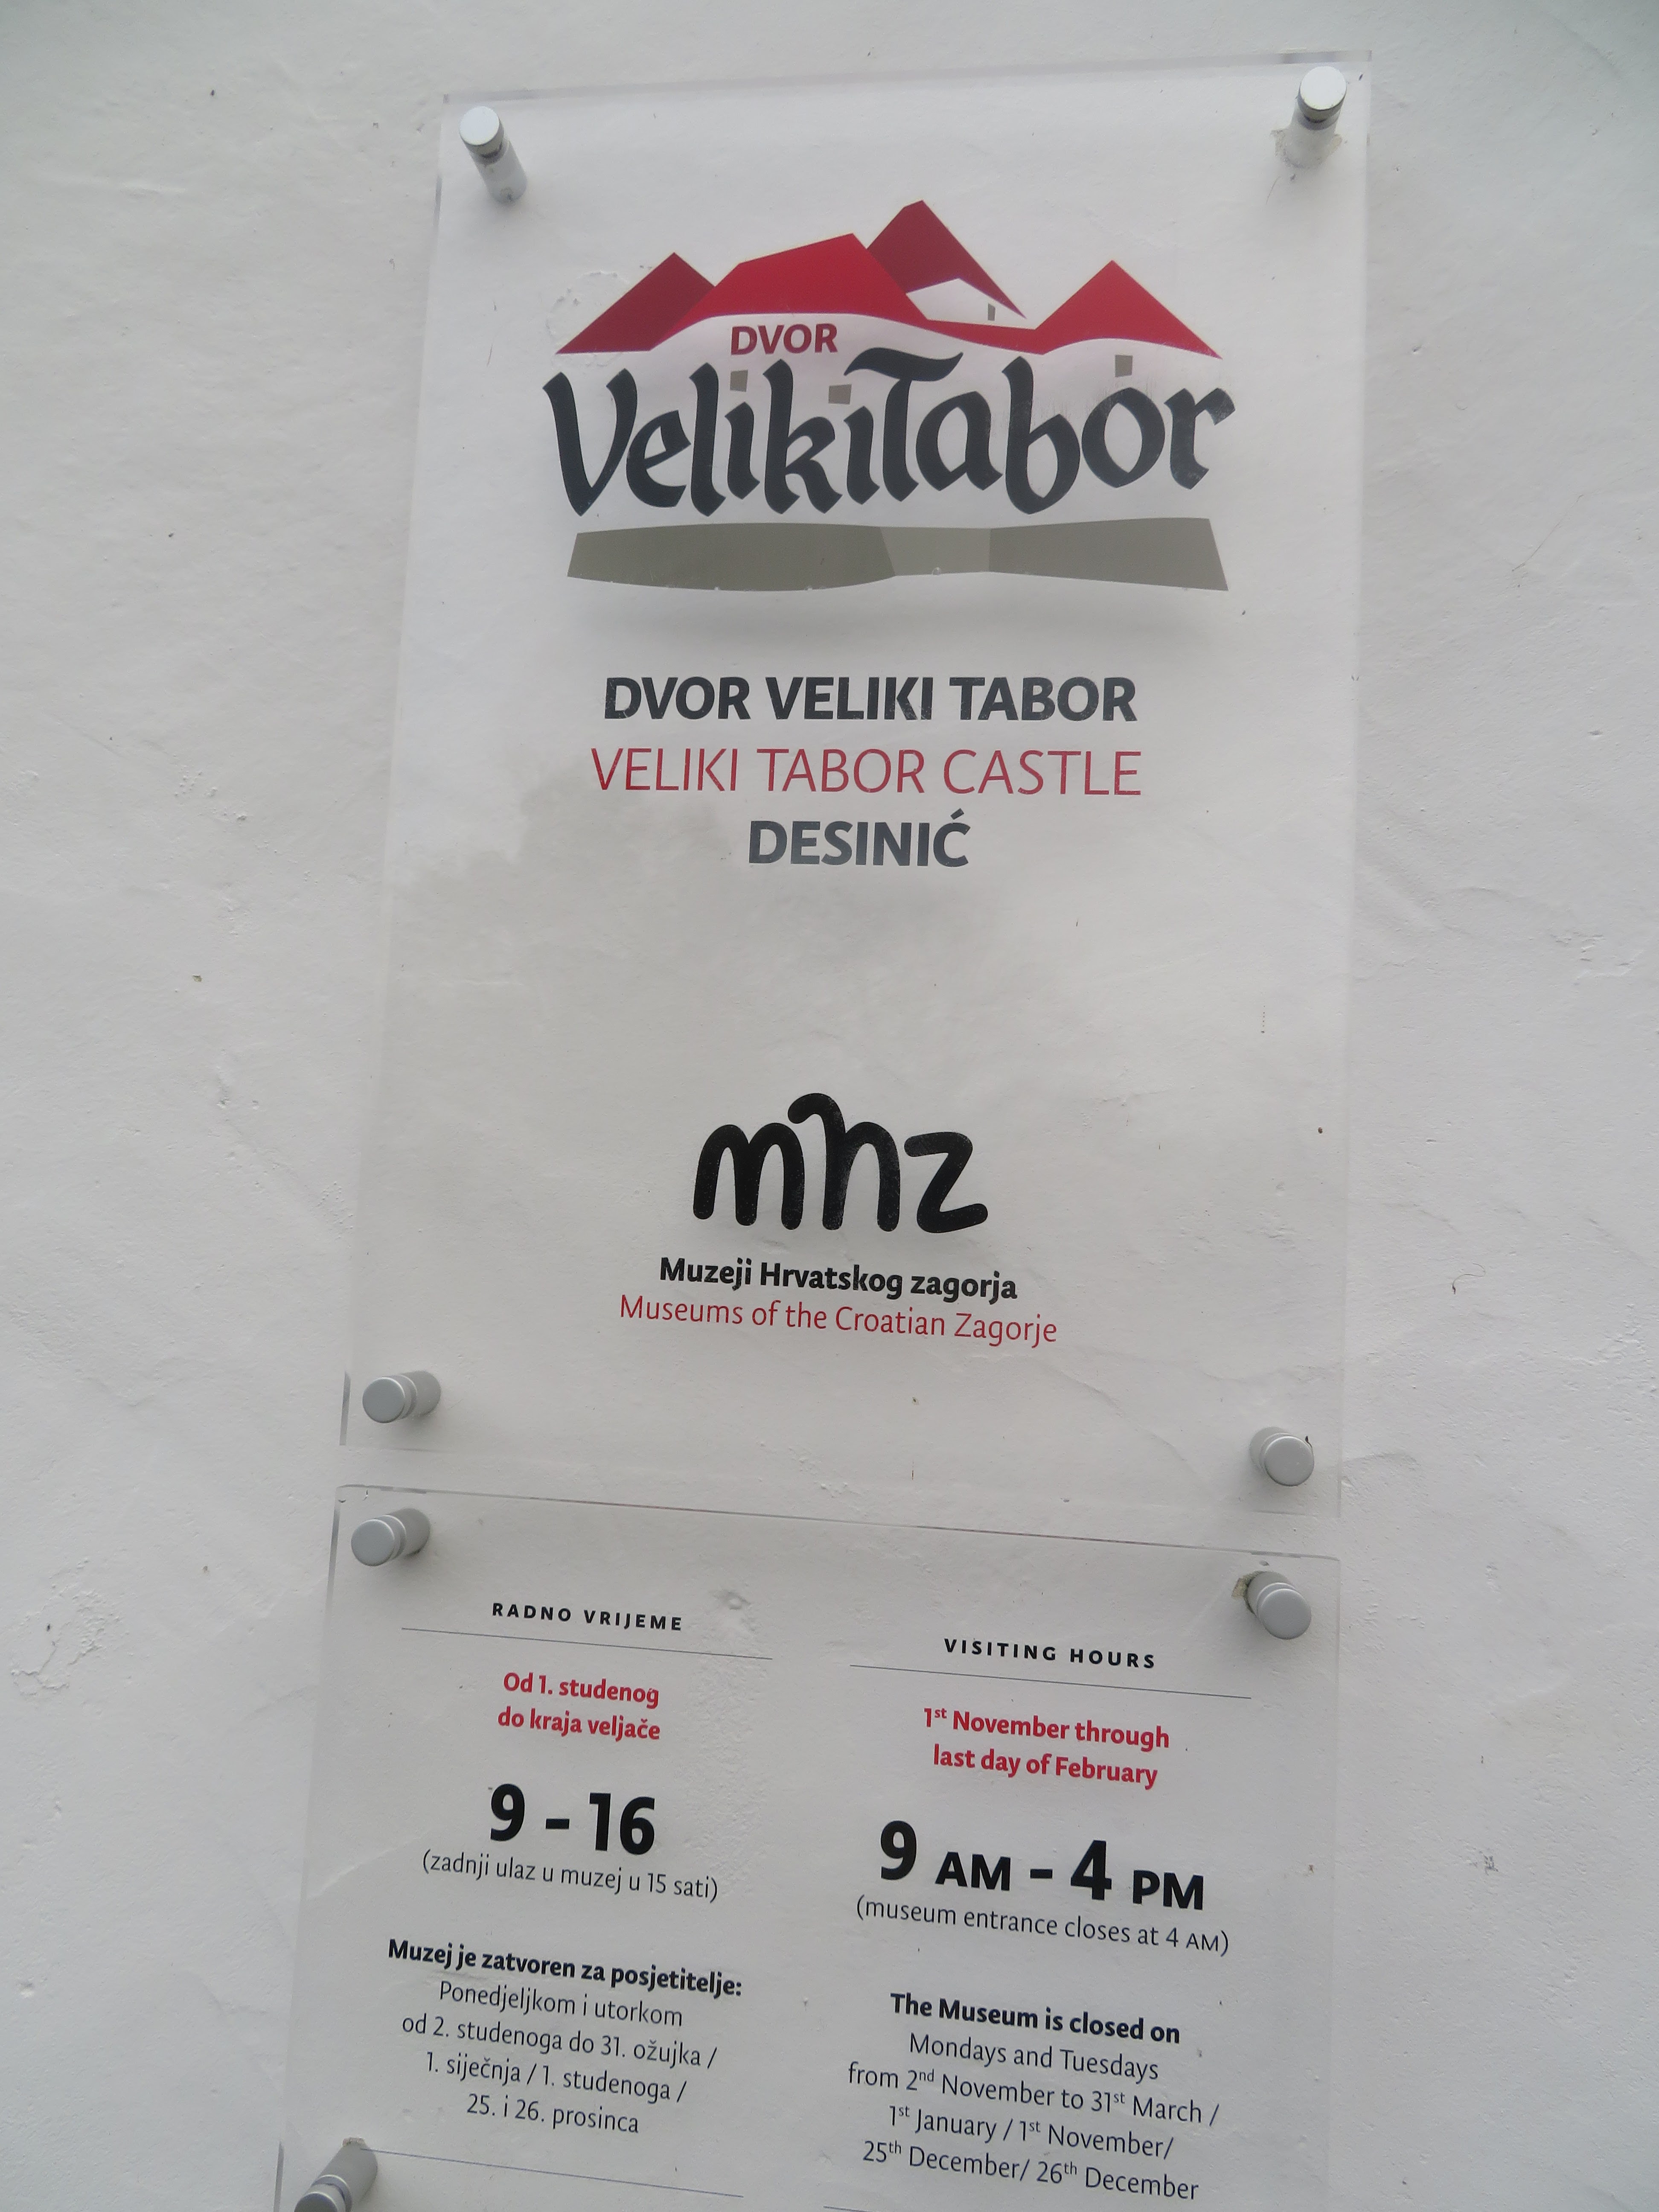 DVOR
Veliki Tabor
DVOR VELIKI TABOR
VELIKI TABOR CASTLE
DESINIĆ
mhz
Muzeji Hrvatskog zagorja
Museums of the Croatian Zagorje
RADNO VRIJEME
Od 1. studenog
do kraja veljače
9 - 16
(zadnji ulaz u muzej u 15 sati)
Muzej je zatvoren za posjetitelje:
Ponedjeljkom i utorkom
od 2. studenoga do 31. ožujka /
1. siječnja / 1. studenoga /
25. i 26. prosinca
VISITING HOURS
1st November through
last day of February
9 AM - 4 PM
(museum entrance closes at 4 AM)
The Museum is closed on
Mondays and Tuesdays
from 2nd November to 31st March /
1st January / 1st November/
25th December/ 26th December